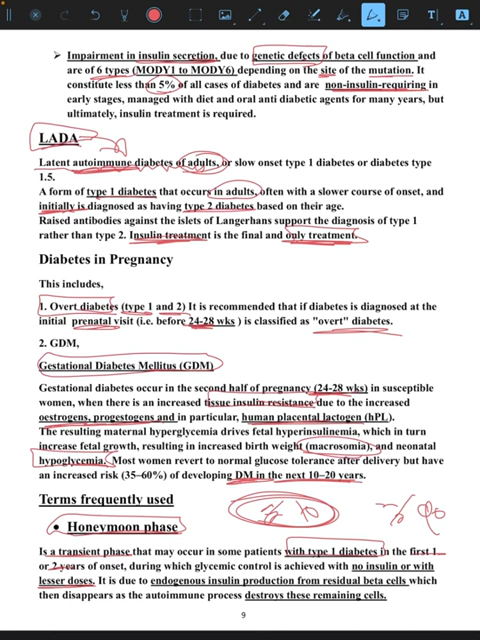 ➢ Impairment in insulin secretion, due to genetic defects of beta cell function and
are of 6 types (MODY1 to MODY6) depending on the site of the mutation. It
constitute less than 5% of all cases of diabetes and are non-insulin-requiring in
early stages, managed with diet and oral anti diabetic agents for many years, but
ultimately, insulin treatment is required.
LADA
Latent autoimmune diabetes of adults, or slow onset type 1 diabetes or diabetes type
1.5.
A form of type 1 diabetes that occurs in adults, often with a slower course of onset, and
initially is diagnosed as having type 2 diabetes based on their age.
Raised antibodies against the islets of Langerhans support the diagnosis of type 1
rather than type 2. Insulin treatment is the final and only treatment.
Diabetes in Pregnancy
This includes,
1. Overt diabetes (type 1 and 2) It is recommended that if diabetes is diagnosed at the
initial prenatal visit (i.e. before 24-28 wks ) is classified as "overt" diabetes.
2. GDM,
Gestational Diabetes Mellitus (GDM)
Gestational diabetes occur in the second half of pregnancy (24-28 wks) in susceptible
women, when there is an increased tissue insulin resistance due to the increased
oestrogens, progestogens and in particular, human placental lactogen (hPL).
The resulting maternal hyperglycemia drives fetal hyperinsulinemia, which in turn
increase fetal growth, resulting in increased birth weight (macrosomia), and neonatal
hypoglycemia. Most women revert to normal glucose tolerance after delivery but have
an increased risk (35–60%) of developing DM in the next 10–20 years.
Terms frequently used
• Honeymoon phase
Is a transient phase that may occur in some patients with type 1 diabetes in the first 1
or 2 years of onset, during which glycemic control is achieved with no insulin or with
lesser doses. It is due to endogenous insulin production from residual beta cells which
then disappears as the autoimmune process destroys these remaining cells.
9